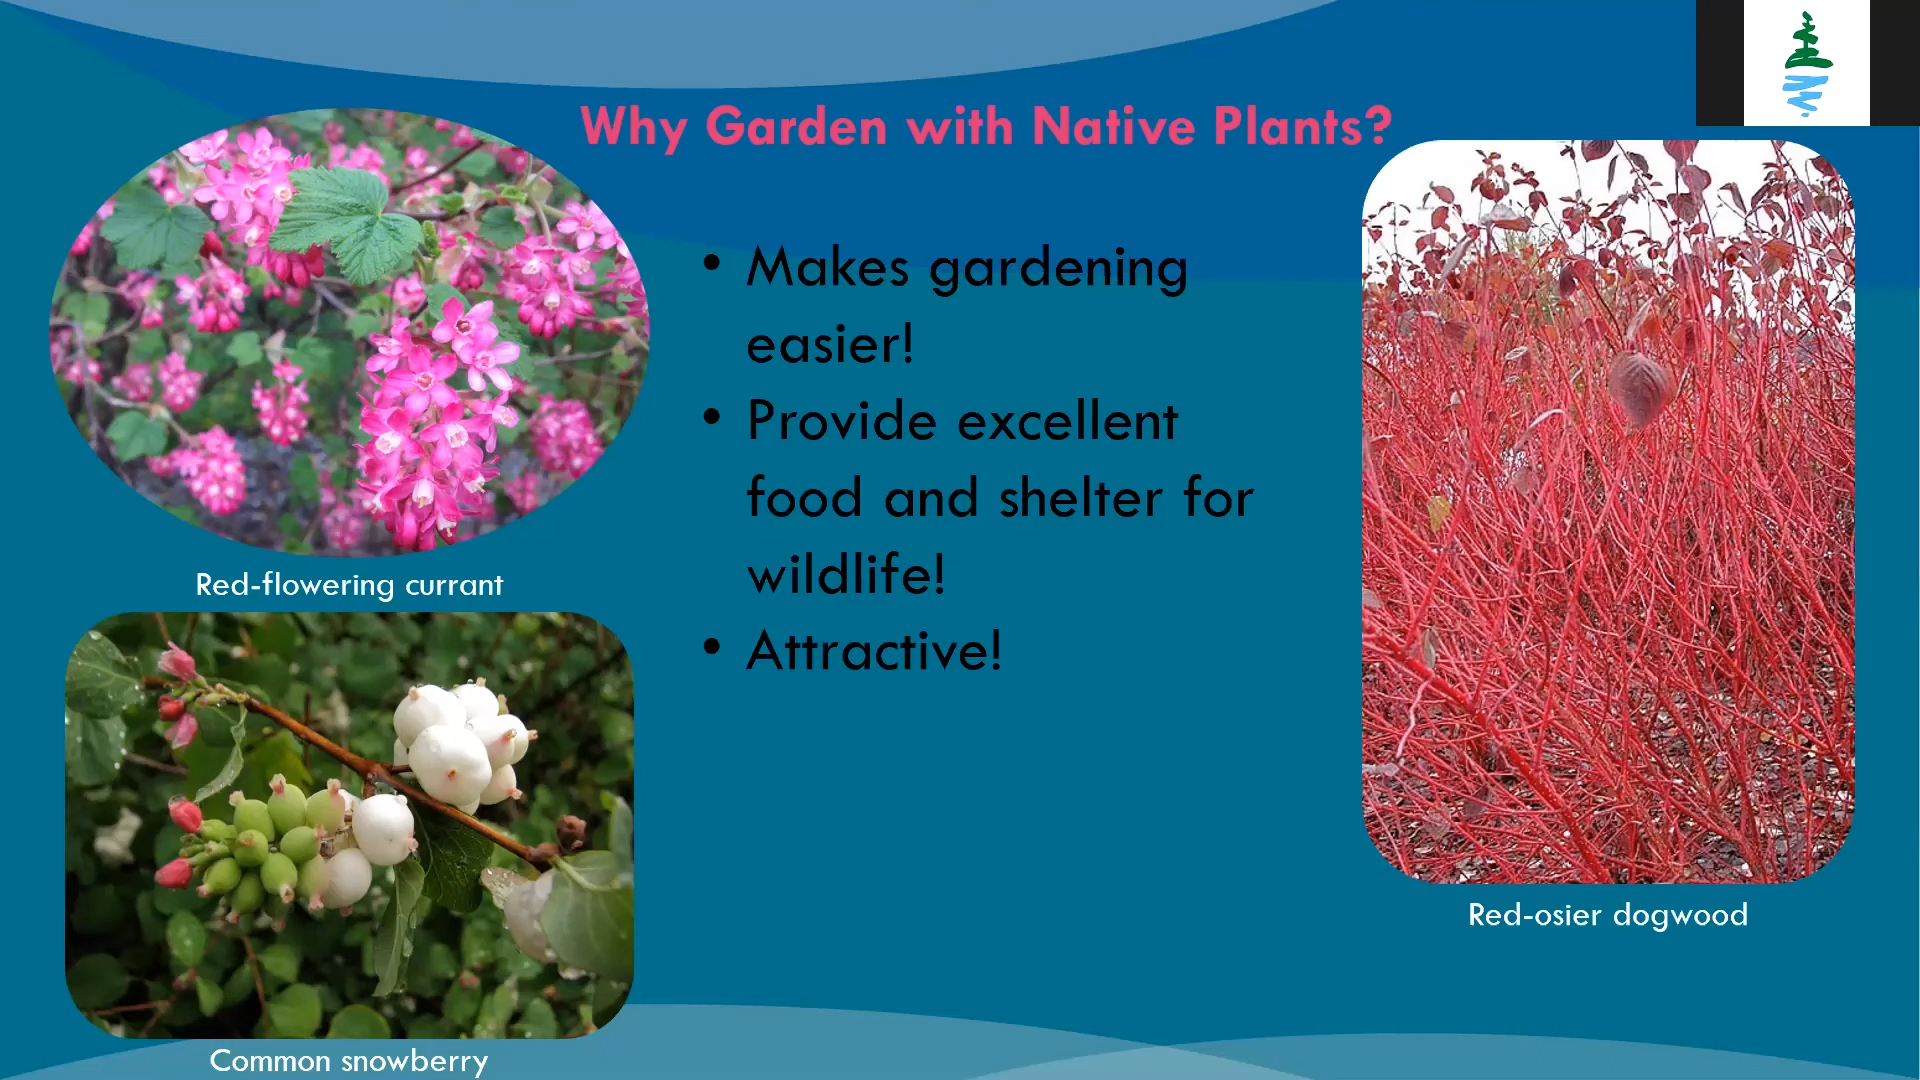 Why Garden with Native Plants?
• Makes gardening
easier!
• Provide excellent
food and shelter for
wildlife!
• Attractive!
Red-flowering currant
Common snowberry
Red-osier dogwood